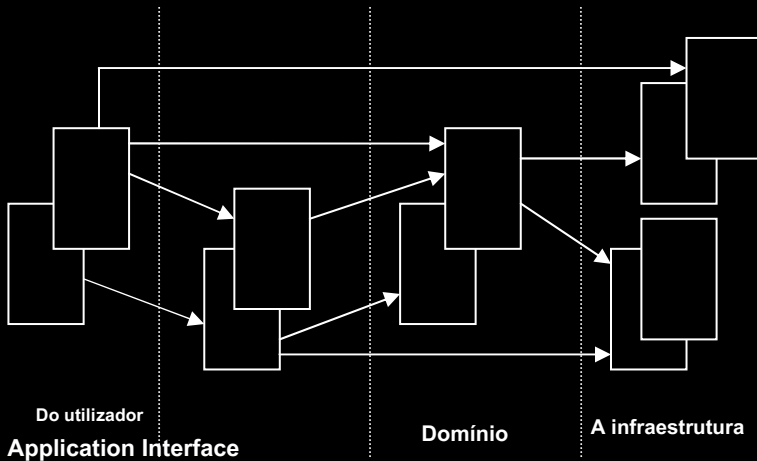 Do utilizador
Application Interface
Domínio
A infraestrutura